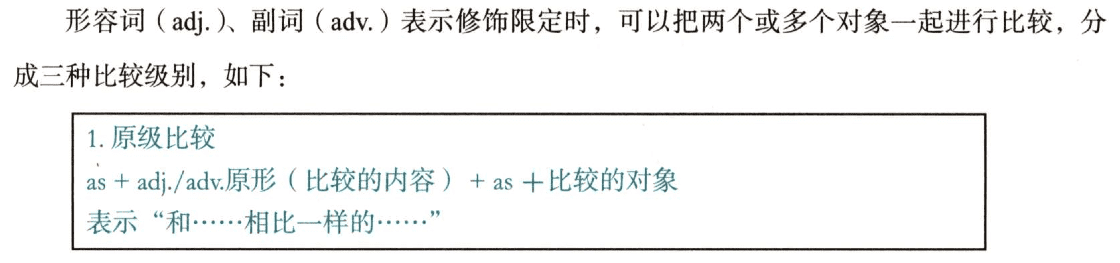 形容词（adj.）、副词（adv.）表示修饰限定时，可以把两个或多个对象一起进行比较，分
成三种比较级别，如下：
1. 原级比较
as + adj./adv.原形（比较的内容）+ as +比较的对象
表示“和……相比一样的……”